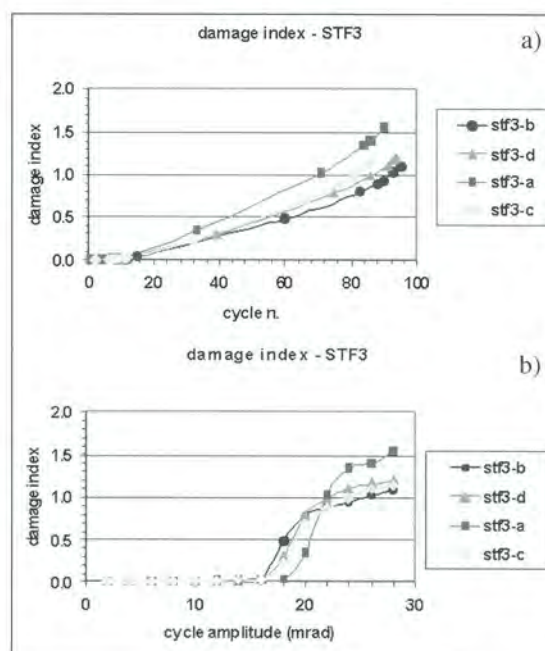 damage index - STF3
a)
damage index
2.0
1.5
1.0
0.5
0.0
0 20 40 60 80 100
cycle n.
stf3-b
stf3-d
stf3-a
stf3-c
damage index - STF3
b)
damage index
2.0
1.5
1.0
0.5
0.0
0 10 20 30
cycle amplitude (mrad)
stf3-b
stf3-d
stf3-a
stf3-c